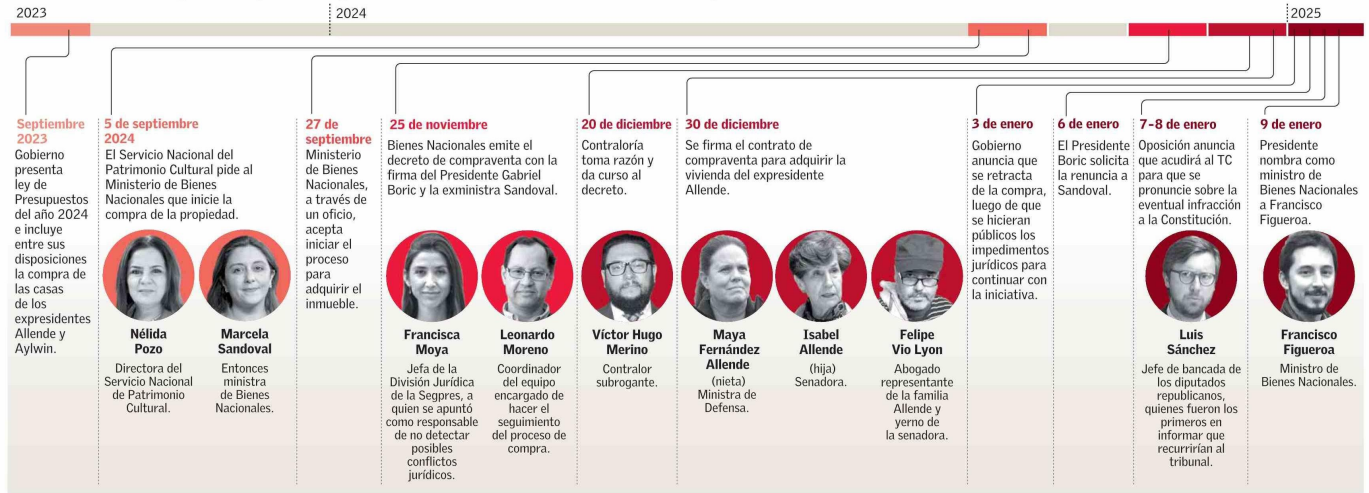 2023
2024
2025
Septiembre
2023
Gobierno
presenta
ley de
Presupuestos
del año 2024
e incluye
entre sus
disposiciones
la compra de
las casas
de los
expresidentes
Allende y
Aylwin.
5 de septiembre
2024
El Servicio Nacional del
Patrimonio Cultural pide al
Ministerio de Bienes
Nacionales que inicie la
compra de la propiedad.
Nélida
Pozo
Directora del
Servicio Nacional
de Patrimonio
Cultural.
Marcela
Sandoval
Entonces
ministra
de Bienes
Nacionales.
27 de
septiembre
Ministerio
de Bienes
Nacionales,
a través de
un oficio,
acepta
iniciar el
proceso
para
adquirir el
inmueble.
25 de noviembre
Bienes Nacionales emite el
decreto de compraventa con la
firma del Presidente Gabriel
Boric y la exministra Sandoval.
Francisca
Moya
Jefa de la
División Jurídica
de la Segpres, a
quien se apuntó
como responsable
de no detectar
posibles
conflictos
jurídicos.
Leonardo
Moreno
Coordinador
del equipo
encargado de
hacer el
seguimiento
del proceso de
compra.
20 de diciembre
Contraloría
toma razón y
da curso al
decreto.
Víctor Hugo
Merino
Contralor
subrogante.
30 de diciembre
Se firma el contrato de
compraventa para adquirir la
vivienda del expresidente
Allende.
Maya
Fernández
Allende
(nieta)
Ministra de
Defensa.
Isabel
Allende
(hija)
Senadora.
Felipe
Vio Lyon
Abogado
representante
de la familia
Allende y
yerno de
la senadora.
3 de enero
Gobierno
anuncia que
se retracta
de la compra,
luego de que
se hicieran
públicos los
impedimentos
jurídicos para
continuar con
la iniciativa.
6 de enero
El Presidente
Boric solicita
la renuncia a
Sandoval.
7-8 de enero
Oposición anuncia
que acudirá al TC
para que se
pronuncie sobre la
eventual infracción
a la Constitución.
Luis
Sánchez
Jefe de bancada de
los diputados
republicanos,
quienes fueron los
primeros en
informar que
recurrirían al
tribunal.
9 de enero
Presidente
nombra como
ministro de
Bienes Nacionales
a Francisco
Figueroa.
Francisco
Figueroa
Ministro de
Bienes Nacionales.